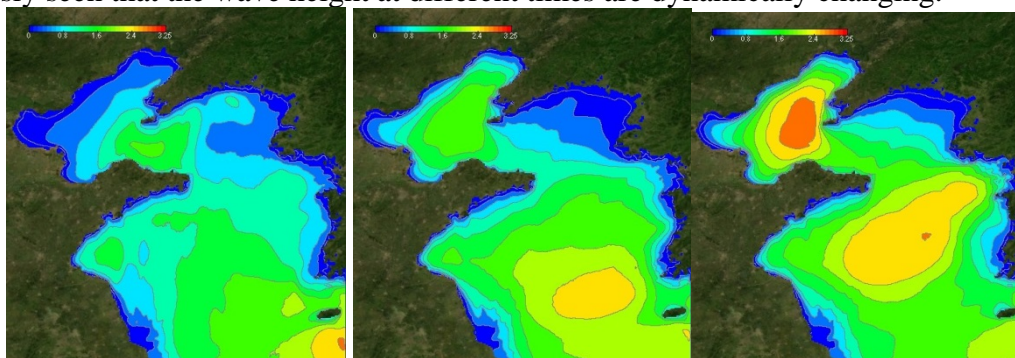 sly seen that the wave height at different times are dynamically changing.
0 0.8 1.6 2.4 3.25
0 0.8 1.6 2.4 3.25
0 0.8 1.6 2.4 3.25